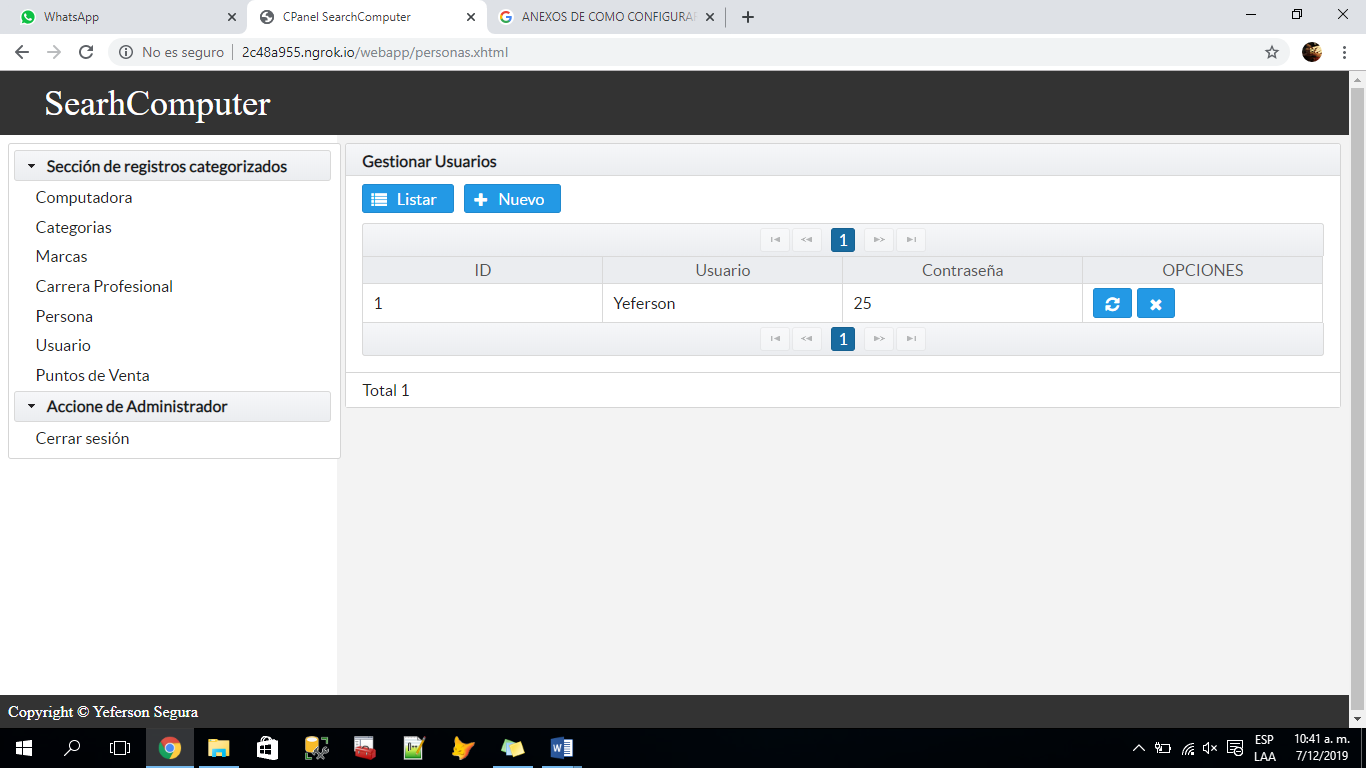 WhatsApp
CPanel SearchComputer
ANEXOS DE COMO CONFIGURAR
No es seguro
2c48a955.ngrok.io/webapp/personas.xhtml
SearhComputer
Sección de registros categorizados
Computadora
Categorias
Marcas
Carrera Profesional
Persona
Usuario
Puntos de Venta
Accione de Administrador
Cerrar sesión
Gestionar Usuarios
Listar
Nuevo
1
ID Usuario Contraseña OPCIONES
1 Yeferson 25
1
Total 1
Copyright © Yeferson Segura
ESP
LAA
10:41 a. m.
7/12/2019